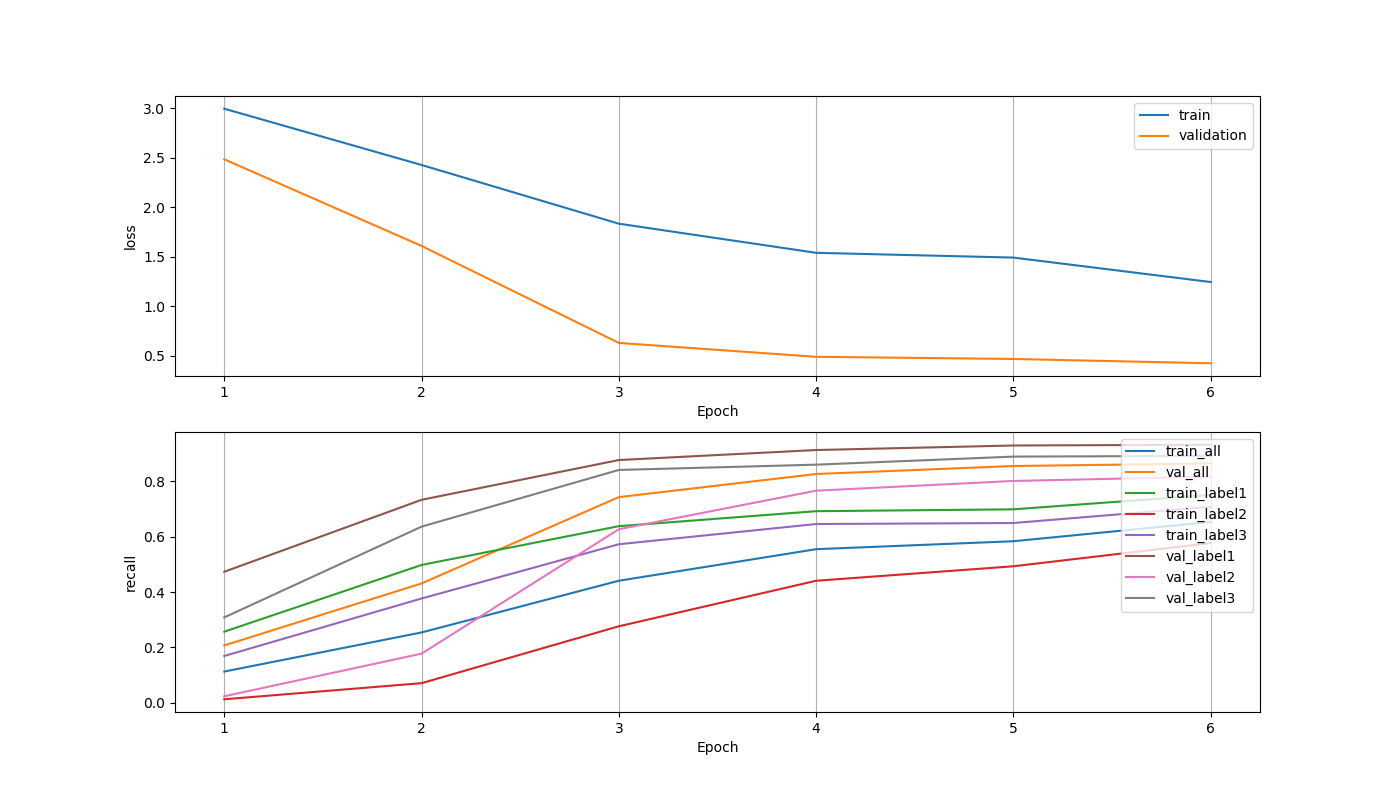 3.0
2.5
2.0
1.5
1.0
0.5
loss
train
validation
1 2 3 4 5 6
Epoch
0.8
0.6
0.4
0.2
0.0
recall
train_all
val_all
train_label1
train_label2
train_label3
val_label1
val_label2
val_label3
1 2 3 4 5 6
Epoch